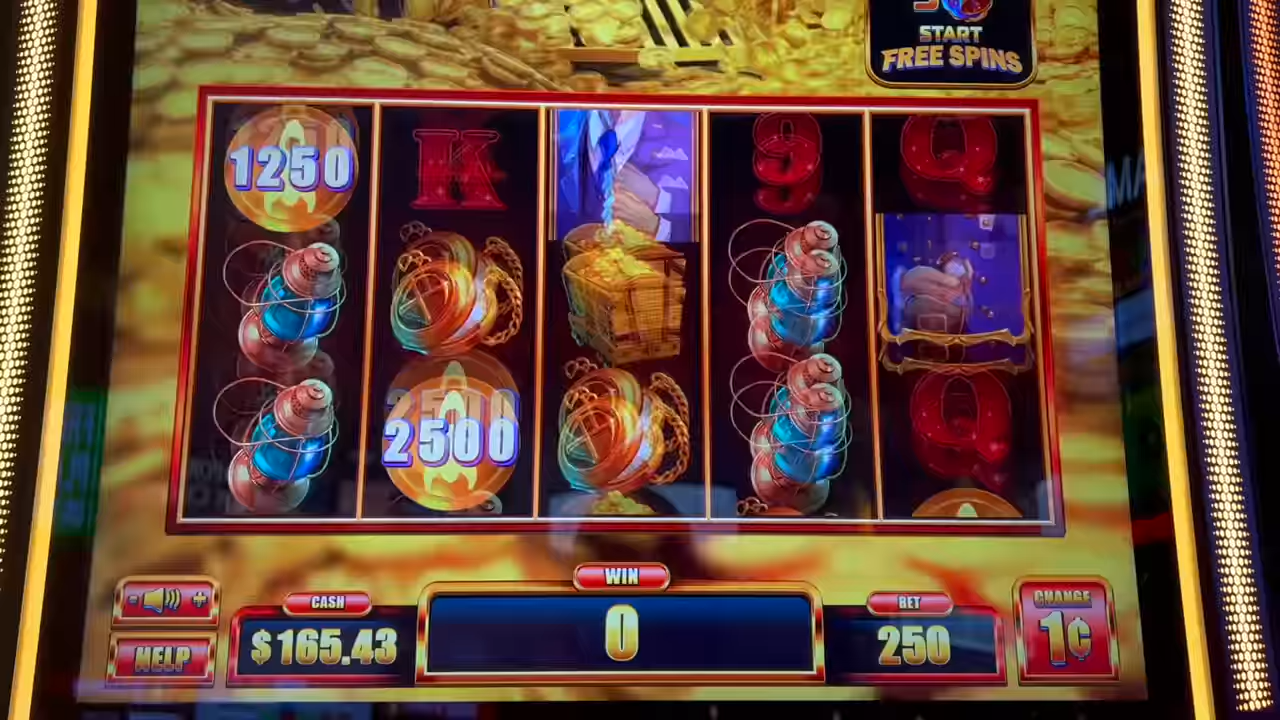 START
FREE SPINS
1250
K
9
Q
2500
Q
WIN
0
- +
HELP
CASH
$165.43
BET
250
CHANGE
1¢